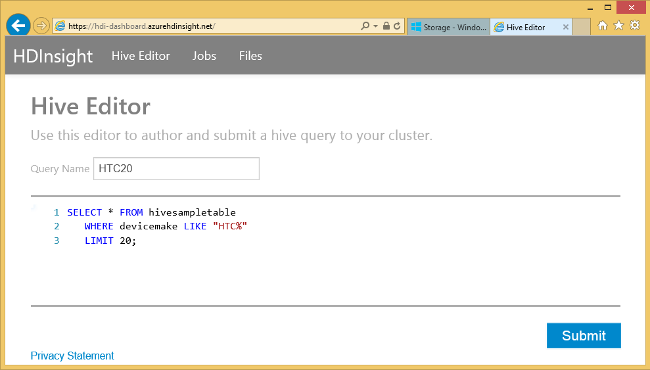 https://hdi-dashboard.azurehdinsight.net/
Storage - Windo...
Hive Editor
HDInsight Hive Editor Jobs Files
Hive Editor
Use this editor to author and submit a hive query to your cluster.
Query Name HTC20
1 SELECT * FROM hivesampletable
2 WHERE devicemake LIKE "HTC%"
3 LIMIT 20;
Submit
Privacy Statement